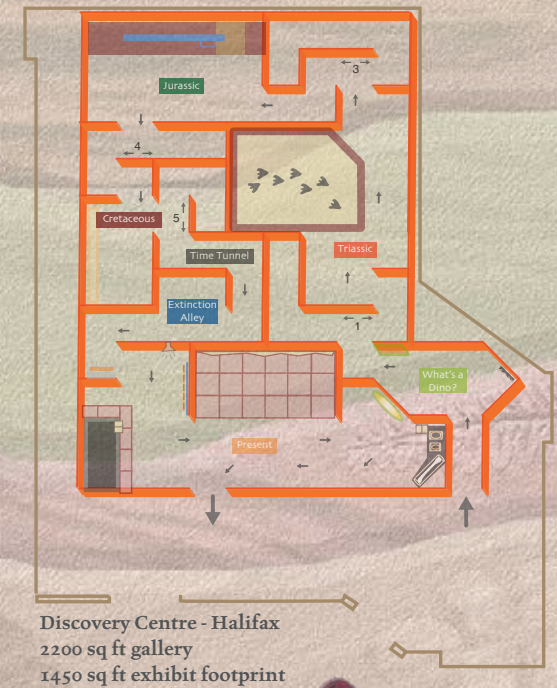 3
Jurassic
4
Cretaceous
5
Time Tunnel
Triassic
Extinction
Alley
1
What's a
Dino?
Present
Discovery Centre - Halifax
2200 sq ft gallery
1450 sq ft exhibit footprint